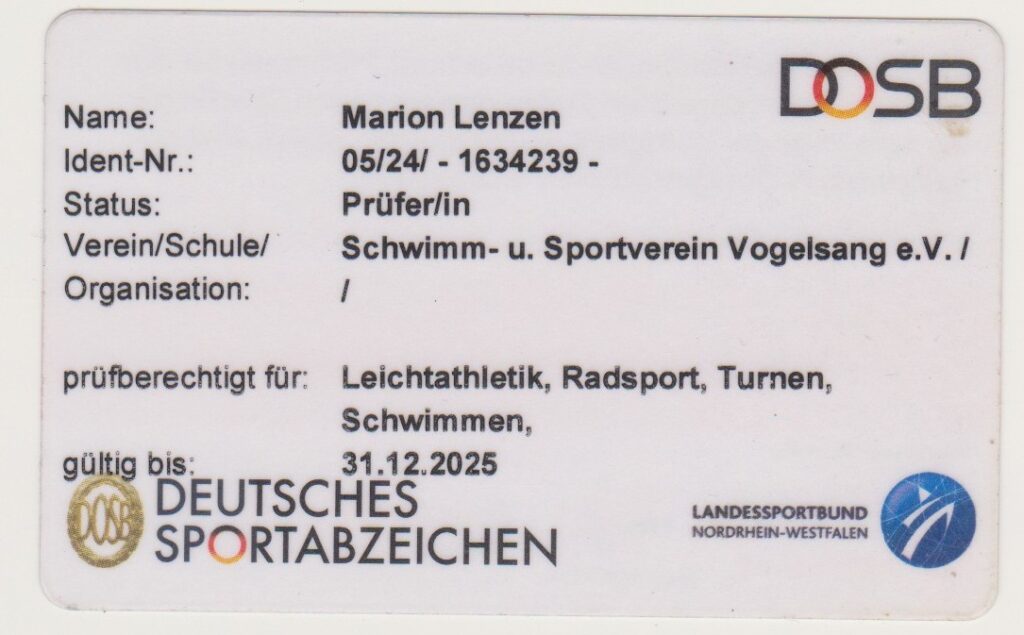 DOSB
Name: Marion Lenzen
Ident-Nr.: 05/24/ - 1634239 -
Status: Prüfer/in
Verein/Schule/ Schwimm- u. Sportverein Vogelsang e.V. /
Organisation: /
prüfberechtigt für: Leichtathletik, Radsport, Turnen,
Schwimmen,
gültig bis: 31.12.2025
DOSB
DEUTSCHES
SPORTABZEICHEN
LANDESSPORTBUND
NORDRHEIN-WESTFALEN